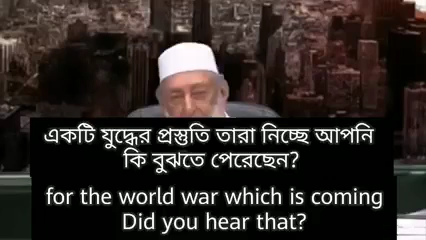 একটি যুদ্ধের প্রস্তুতি তারা নিচ্ছে আপনি
কি বুঝতে পেরেছেন?
for the world war which is coming
Did you hear that?